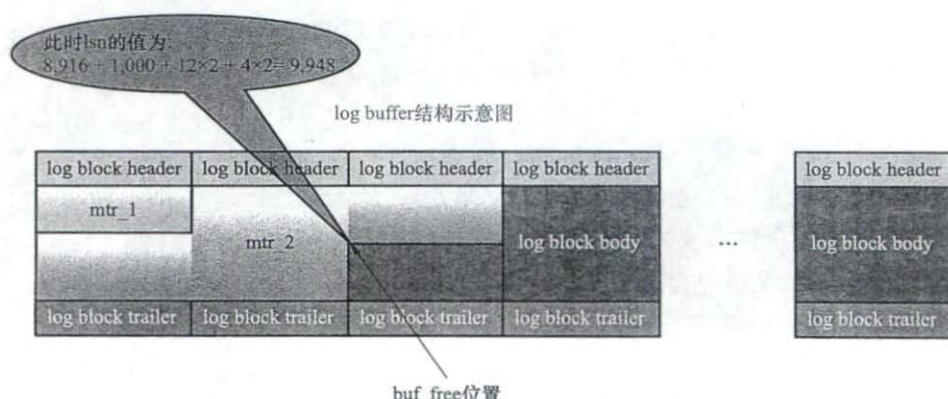 此时lsn的值为:
8,916 + 1,000 + 12×2 + 4×2= 9,948
log buffer结构示意图
log block header log block header log block header log block header log block header
mtr_1
mtr_2
log block body ... log block body
log block trailer log block trailer log block trailer log block trailer log block trailer
buf_free位置